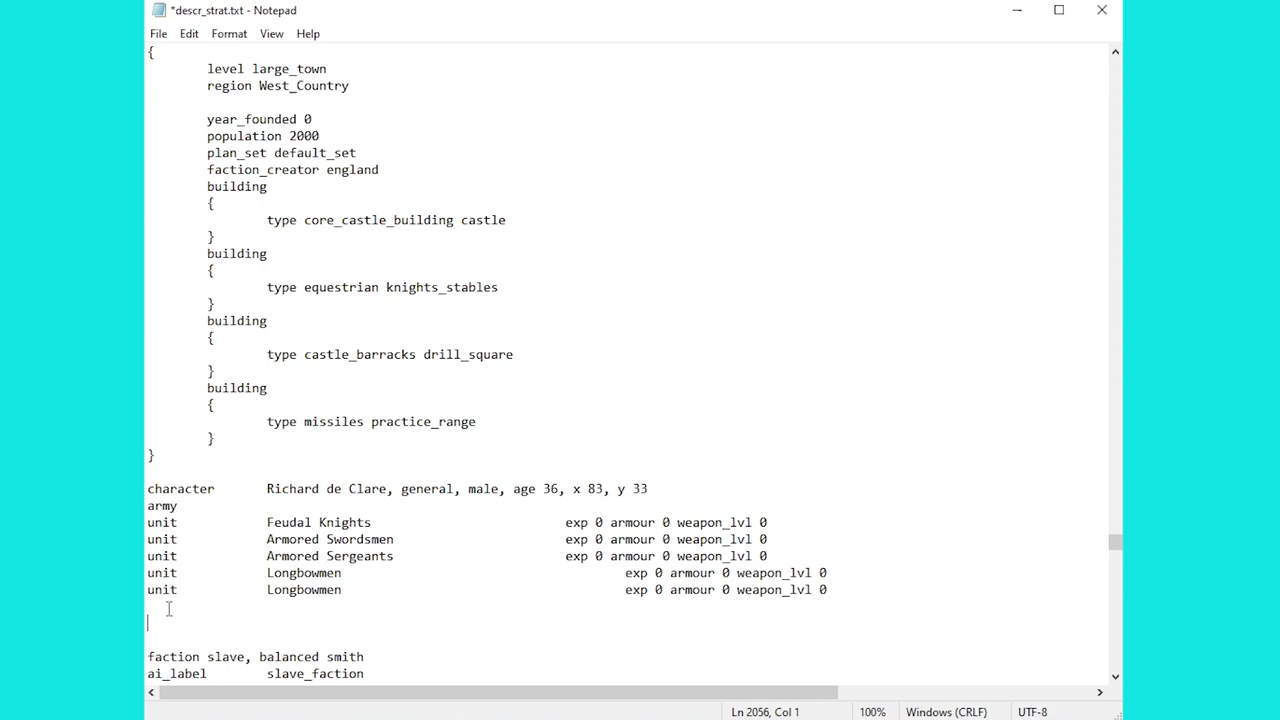 *descr_strat.txt - Notepad
File Edit Format View Help
{
level large_town
region West_Country
year_founded 0
population 2000
plan_set default_set
faction_creator england
building
{
type core_castle_building castle
}
building
{
type equestrian knights_stables
}
building
{
type castle_barracks drill_square
}
building
{
type missiles practice_range
}
}
character Richard de Clare, general, male, age 36, x 83, y 33
army
unit Feudal Knights exp 0 armour 0 weapon_lvl 0
unit Armored Swordsmen exp 0 armour 0 weapon_lvl 0
unit Armored Sergeants exp 0 armour 0 weapon_lvl 0
unit Longbowmen exp 0 armour 0 weapon_lvl 0
unit Longbowmen exp 0 armour 0 weapon_lvl 0
faction slave, balanced smith
ai_label slave_faction
Ln 2056, Col 1 100% Windows (CRLF) UTF-8